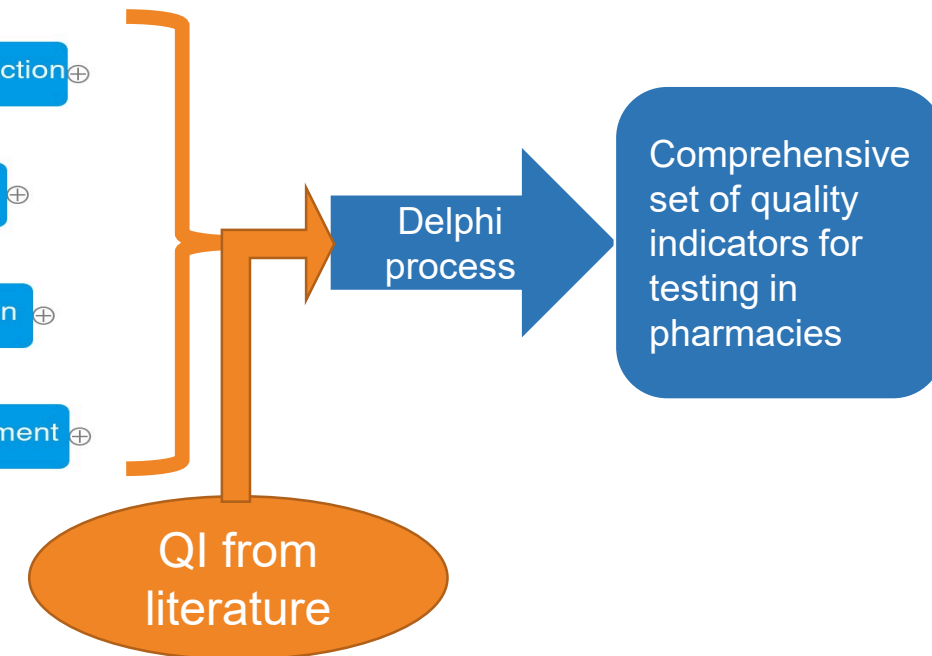 ction
n
ment
Delphi
process
Comprehensive
set of quality
indicators for
testing in
pharmacies
QI from
literature